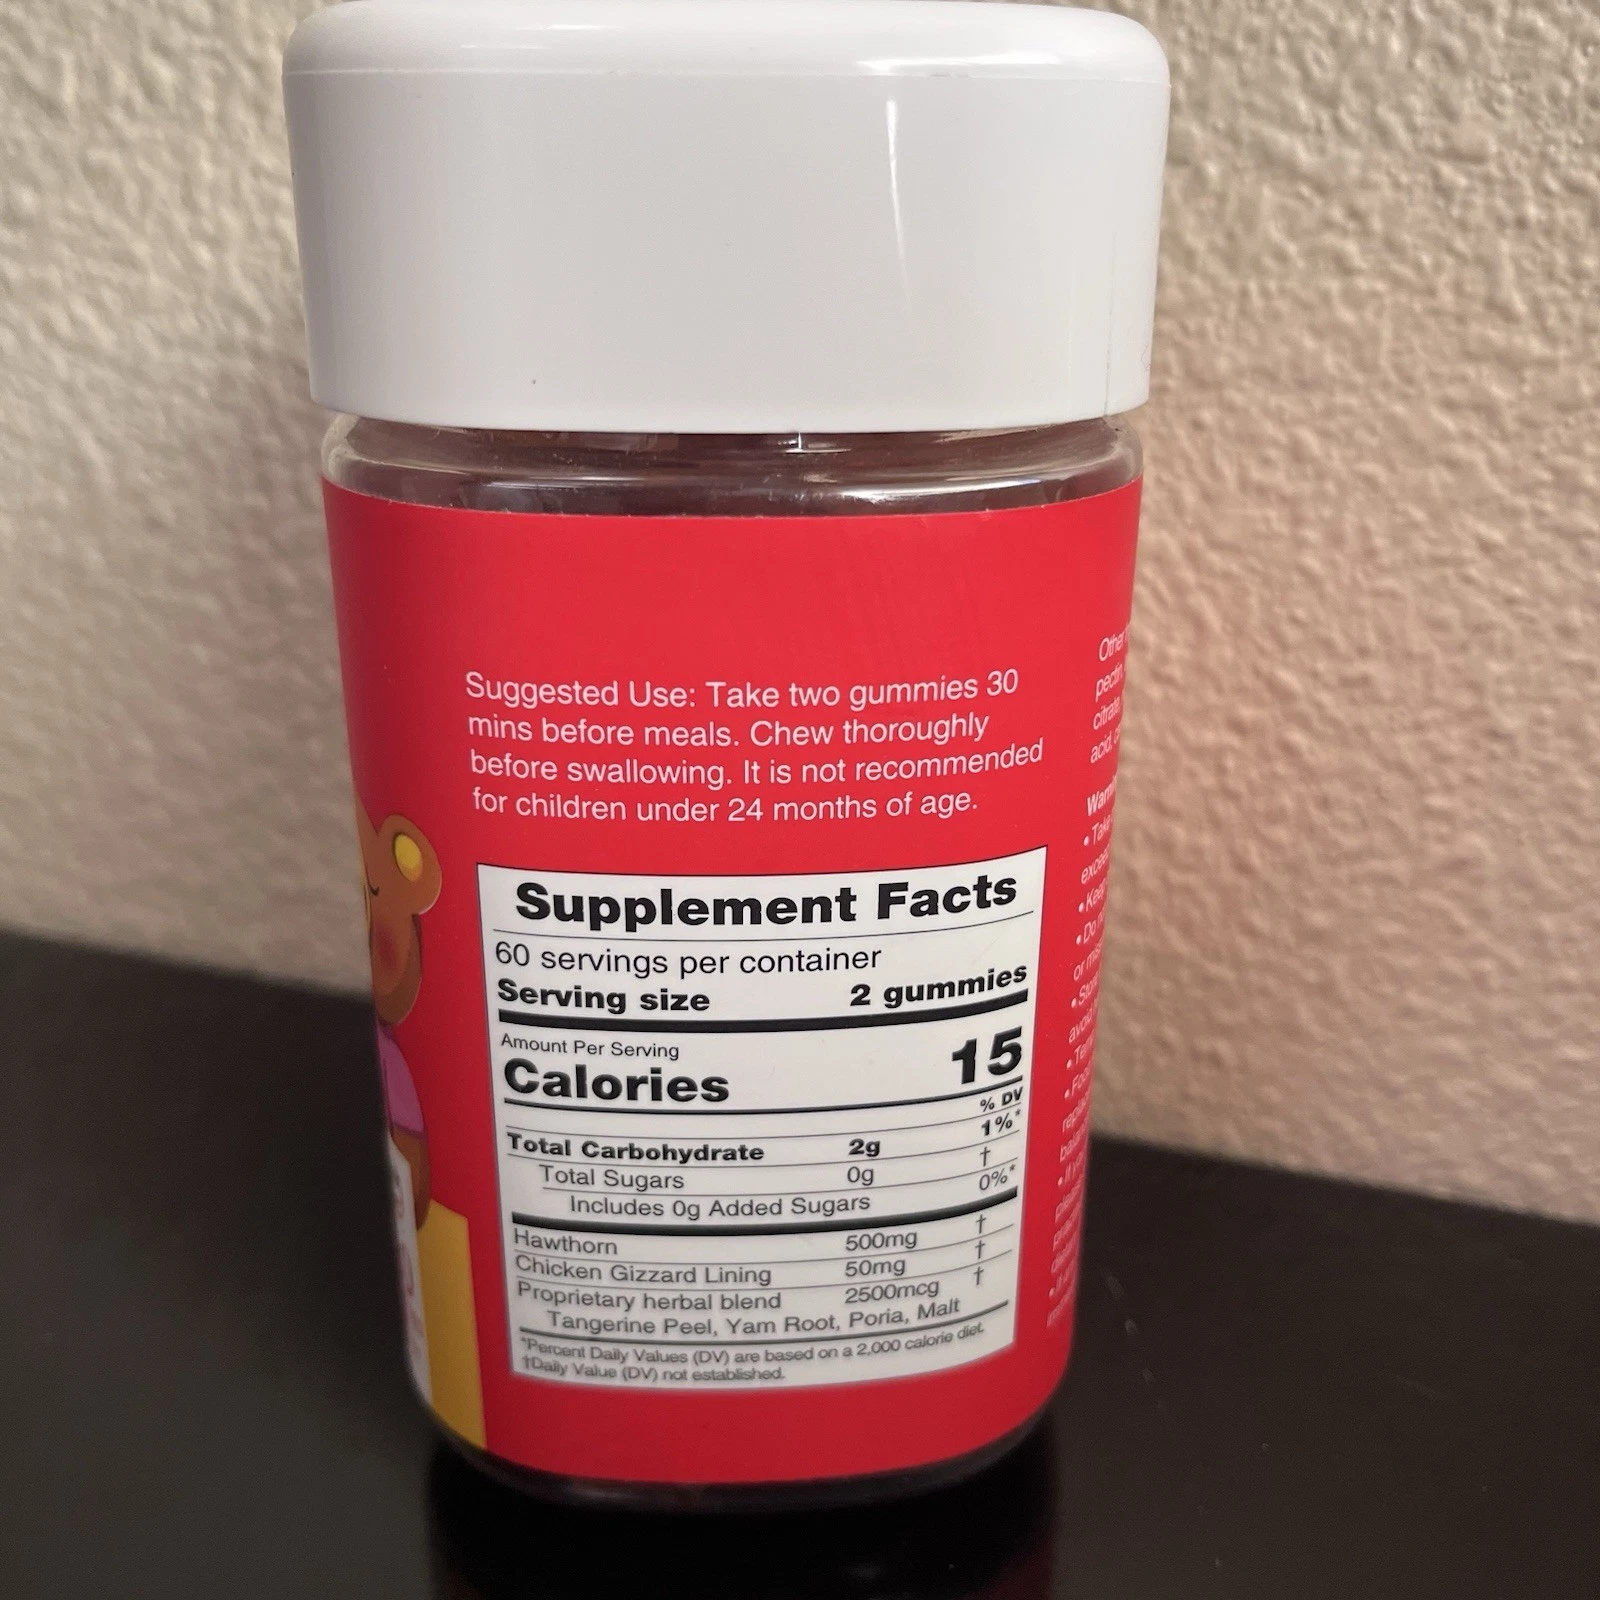 Suggested Use: Take two gummies 30
mins before meals. Chew thoroughly
before swallowing. It is not recommended
for children under 24 months of age.
Supplement Facts
60 servings per container
Serving size 2 gummies
Amount Per Serving
Calories 15
% DV
Total Carbohydrate 2g 1%*
Total Sugars 0g †
Includes 0g Added Sugars 0%*
Hawthorn 500mg †
Chicken Gizzard Lining 50mg †
Proprietary herbal blend 2500mcg †
Tangerine Peel, Yam Root, Poria, Malt
*Percent Daily Values (DV) are based on a 2,000 calorie diet.
†Daily Value (DV) not established.
Other
pectin,
citrate,
acid,